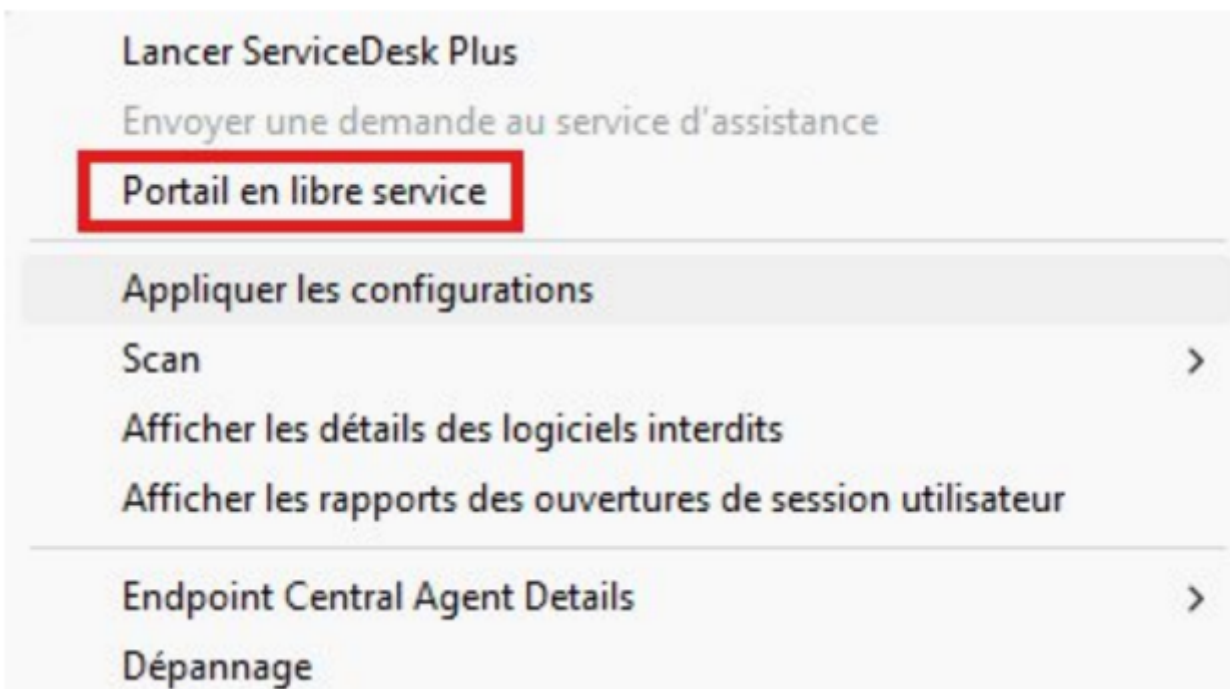 Lancer ServiceDesk Plus
Envoyer une demande au service d'assistance
Portail en libre service
Appliquer les configurations
Scan
Afficher les détails des logiciels interdits
Afficher les rapports des ouvertures de session utilisateur
Endpoint Central Agent Details
Dépannage